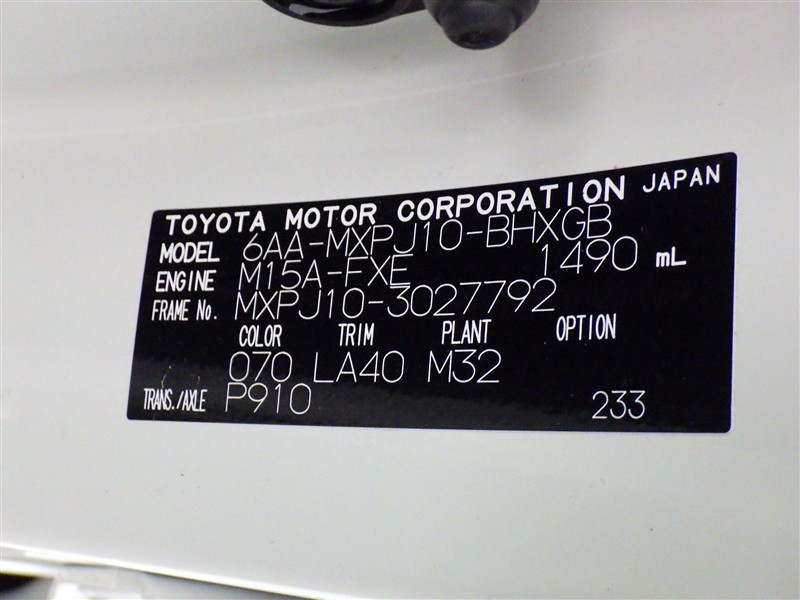 TOYOTA MOTOR CORPORATION JAPAN
MODEL 6AA-MXPJ10-BHXGB
ENGINE M15A-FXE 1490 mL
FRAME No. MXPJ10-3027792
COLOR TRIM PLANT OPTION
070 LA40 M32
TRANS./AXLE P910 233